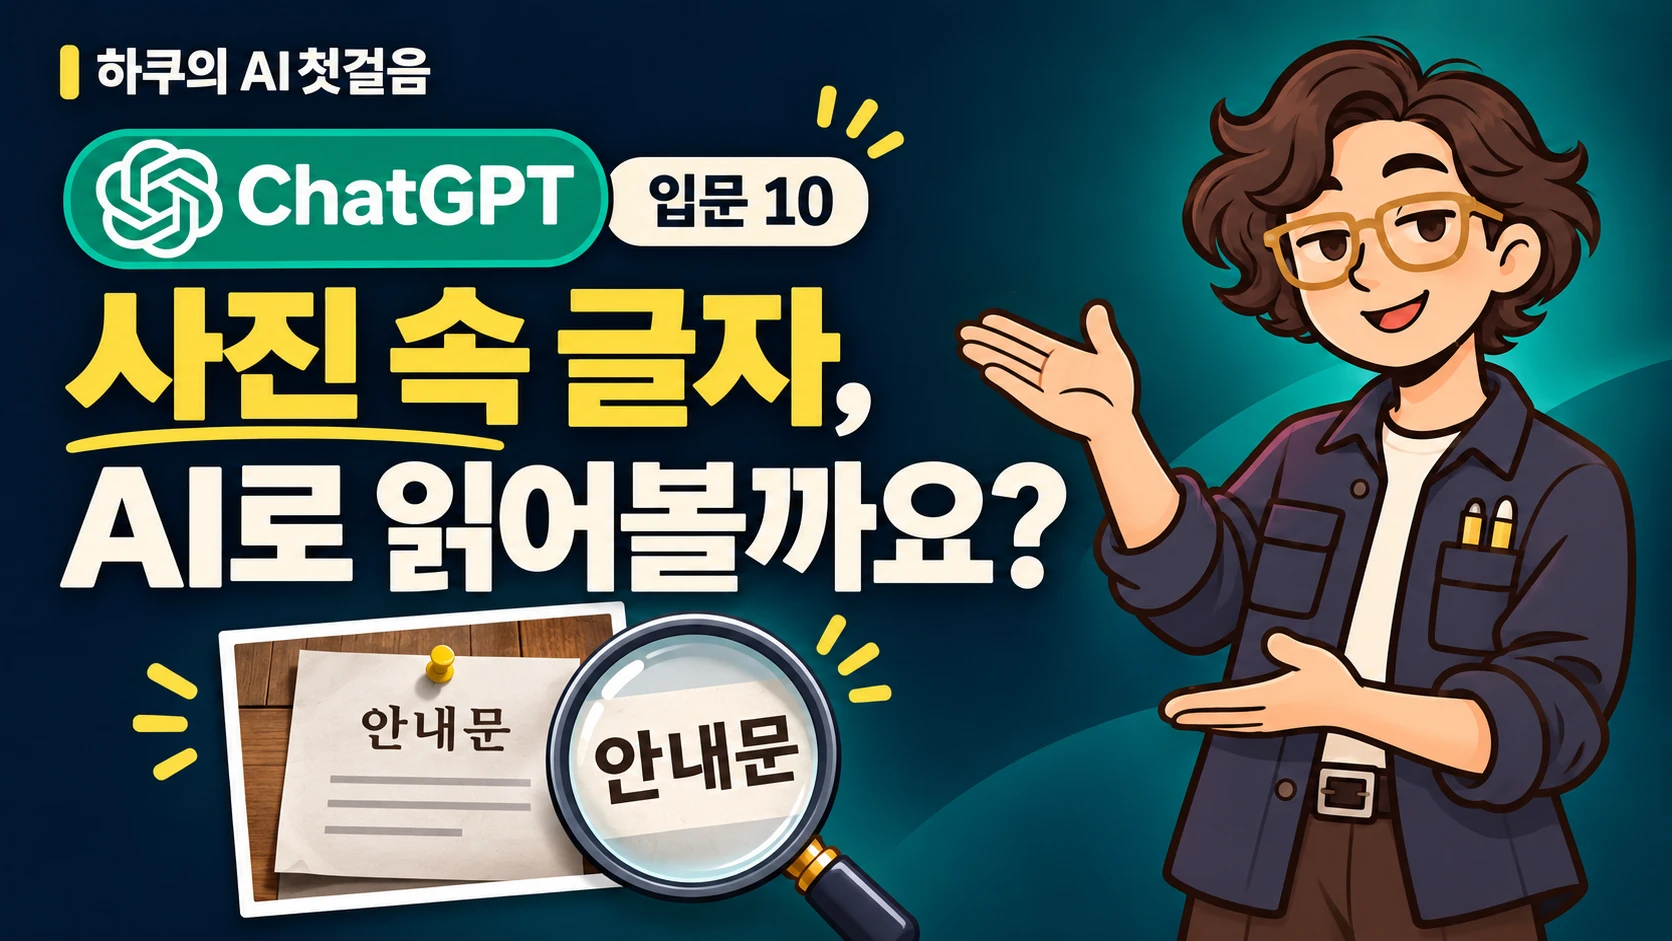 하쿠의 AI 첫걸음
ChatGPT 입문 10
사진 속 글자,
AI로 읽어볼까요?
안내문
안내문